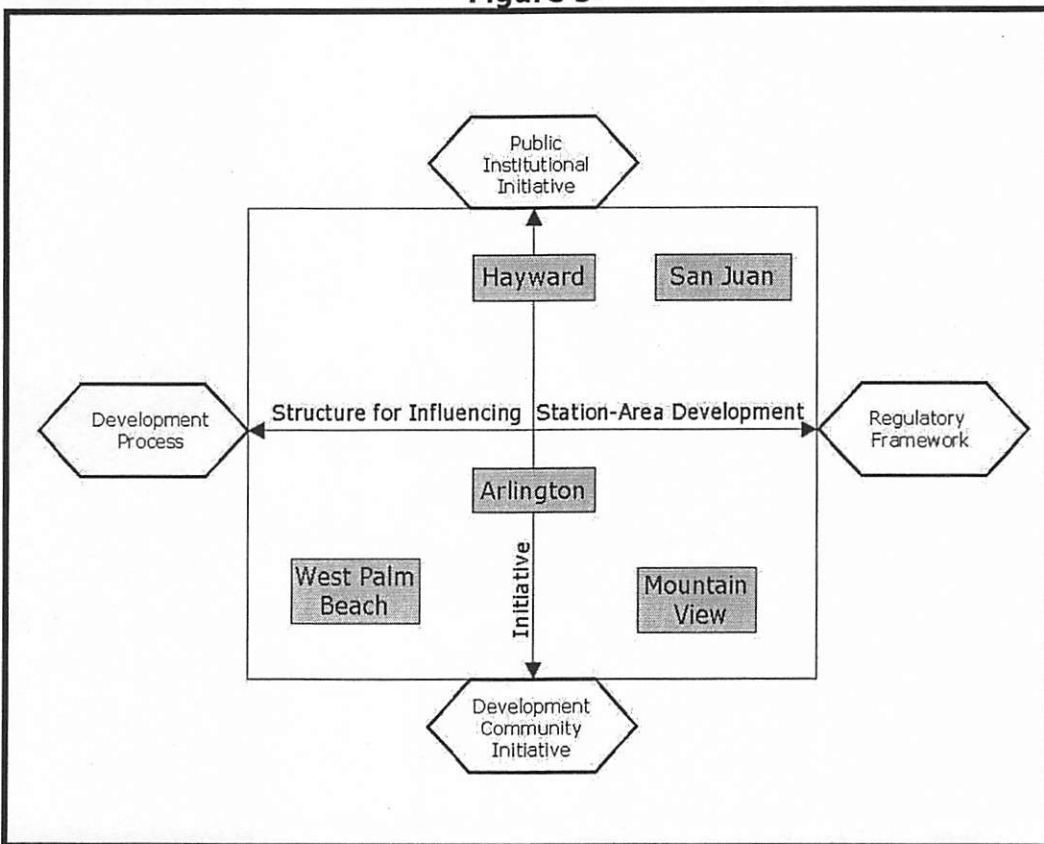 Public
Institutional
Initiative
Hayward
San Juan
Structure for Influencing Station-Area Development
Development
Process
Regulatory
Framework
Arlington
Initiative
West Palm
Beach
Mountain
View
Development
Community
Initiative